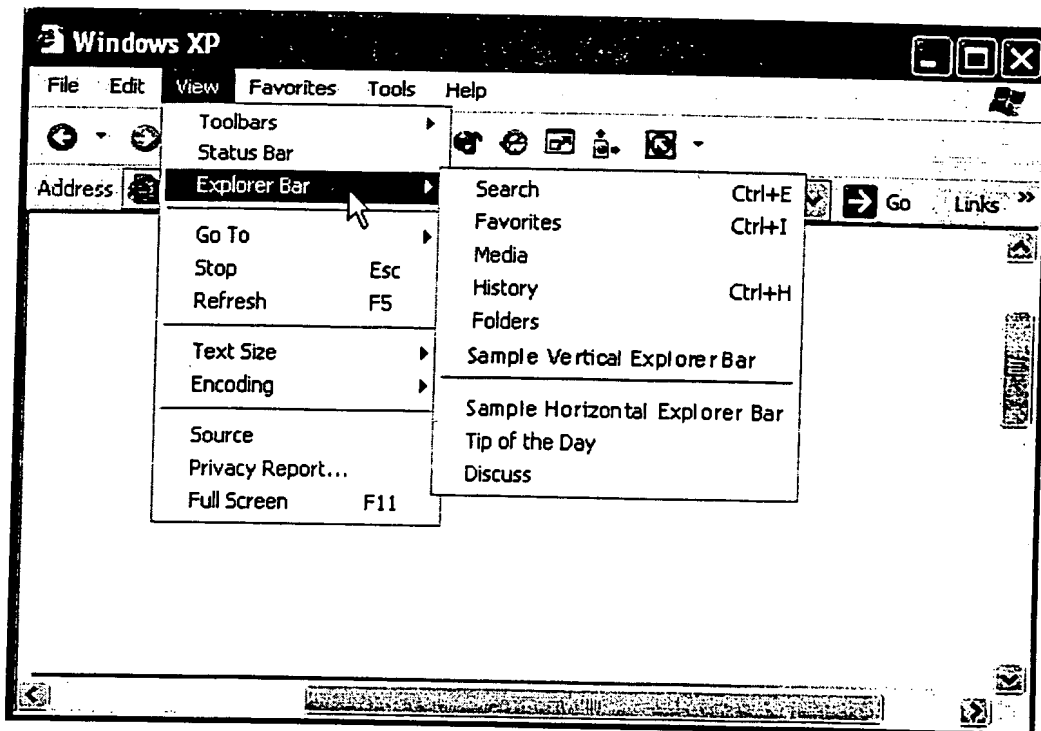 Windows XP
File Edit View Favorites Tools Help
Toolbars
Status Bar
Address
Explorer Bar
Go To
Stop Esc
Refresh F5
Text Size
Encoding
Source
Privacy Report...
Full Screen F11
Search Ctrl+E
Favorites Ctrl+I
Media
History Ctrl+H
Folders
Sample Vertical Explorer Bar
Sample Horizontal Explorer Bar
Tip of the Day
Discuss
Go Links »